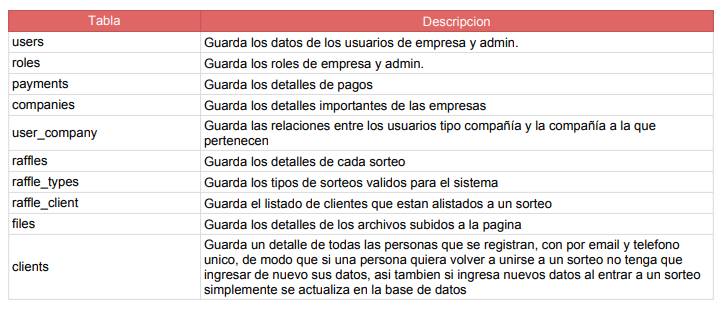 Tabla Descripcion
users Guarda los datos de los usuarios de empresa y admin.
roles Guarda los roles de empresa y admin.
payments Guarda los detalles de pagos
companies Guarda los detalles importantes de las empresas
user_company Guarda las relaciones entre los usuarios tipo compañía y la compañía a la que
pertenecen
raffles Guarda los detalles de cada sorteo
raffle_types Guarda los tipos de sorteos validos para el sistema
raffle_client Guarda el listado de clientes que estan alistados a un sorteo
files Guarda los detalles de los archivos subidos a la pagina
clients Guarda un detalle de todas las personas que se registran, con por email y telefono
unico, de modo que si una persona quiera volver a unirse a un sorteo no tenga que
ingresar de nuevo sus datos, asi tambien si ingresa nuevos datos al entrar a un sorteo
simplemente se actualiza en la base de datos